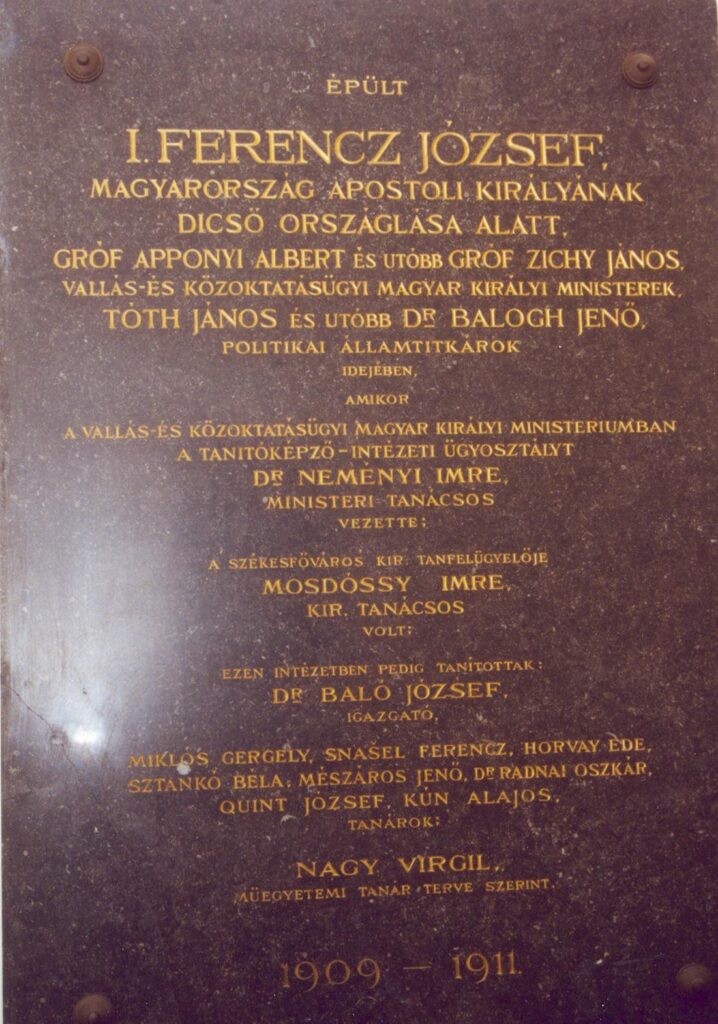 ÉPÜLT
I. FERENCZ JÓZSEF,
MAGYARORSZÁG APOSTOLI KIRÁLYÁNAK
DICSŐ ORSZÁGLÁSA ALATT,
GRÓF APPONYI ALBERT ÉS UTÓBB GRÓF ZICHY JÁNOS,
VALLÁS-ÉS KÖZOKTATÁSÜGYI MAGYAR KIRÁLYI MINISTEREK,
TÓTH JÁNOS ÉS UTÓBB DR BALOGH JENŐ,
POLITIKAI ÁLLAMTITKÁROK
IDEJÉBEN,
AMIKOR
A VALLÁS-ÉS KÖZOKTATÁSÜGYI MAGYAR KIRÁLYI MINISTERIUMBAN
A TANITÓKÉPZŐ-INTÉZETI ÜGYOSZTÁLYT
DR NEMÉNYI IMRE,
MINISTERI TANÁCSOS
VEZETTE;
A SZÉKESFŐVÁROS KIR. TANFELÜGYELŐJE
MOSDÓSSY IMRE,
KIR. TANÁCSOS
VOLT;
EZEN INTÉZETBEN PEDIG TANITOTTAK:
DR BALÓ JÓZSEF,
IGAZGATÓ,
MIKLÓS GERGELY, SNAŠEL FERENCZ, HORVAY EDE,
SZTANKÓ BÉLA, MÉSZÁROS JENŐ, DR RADNAI OSZKÁR,
QUINT JÓZSEF, KÚN ALAJOS,
TANÁROK;
NAGY VIRGIL,
MŰEGYETEMI TANÁR TERVE SZERINT.
1909 – 1911.